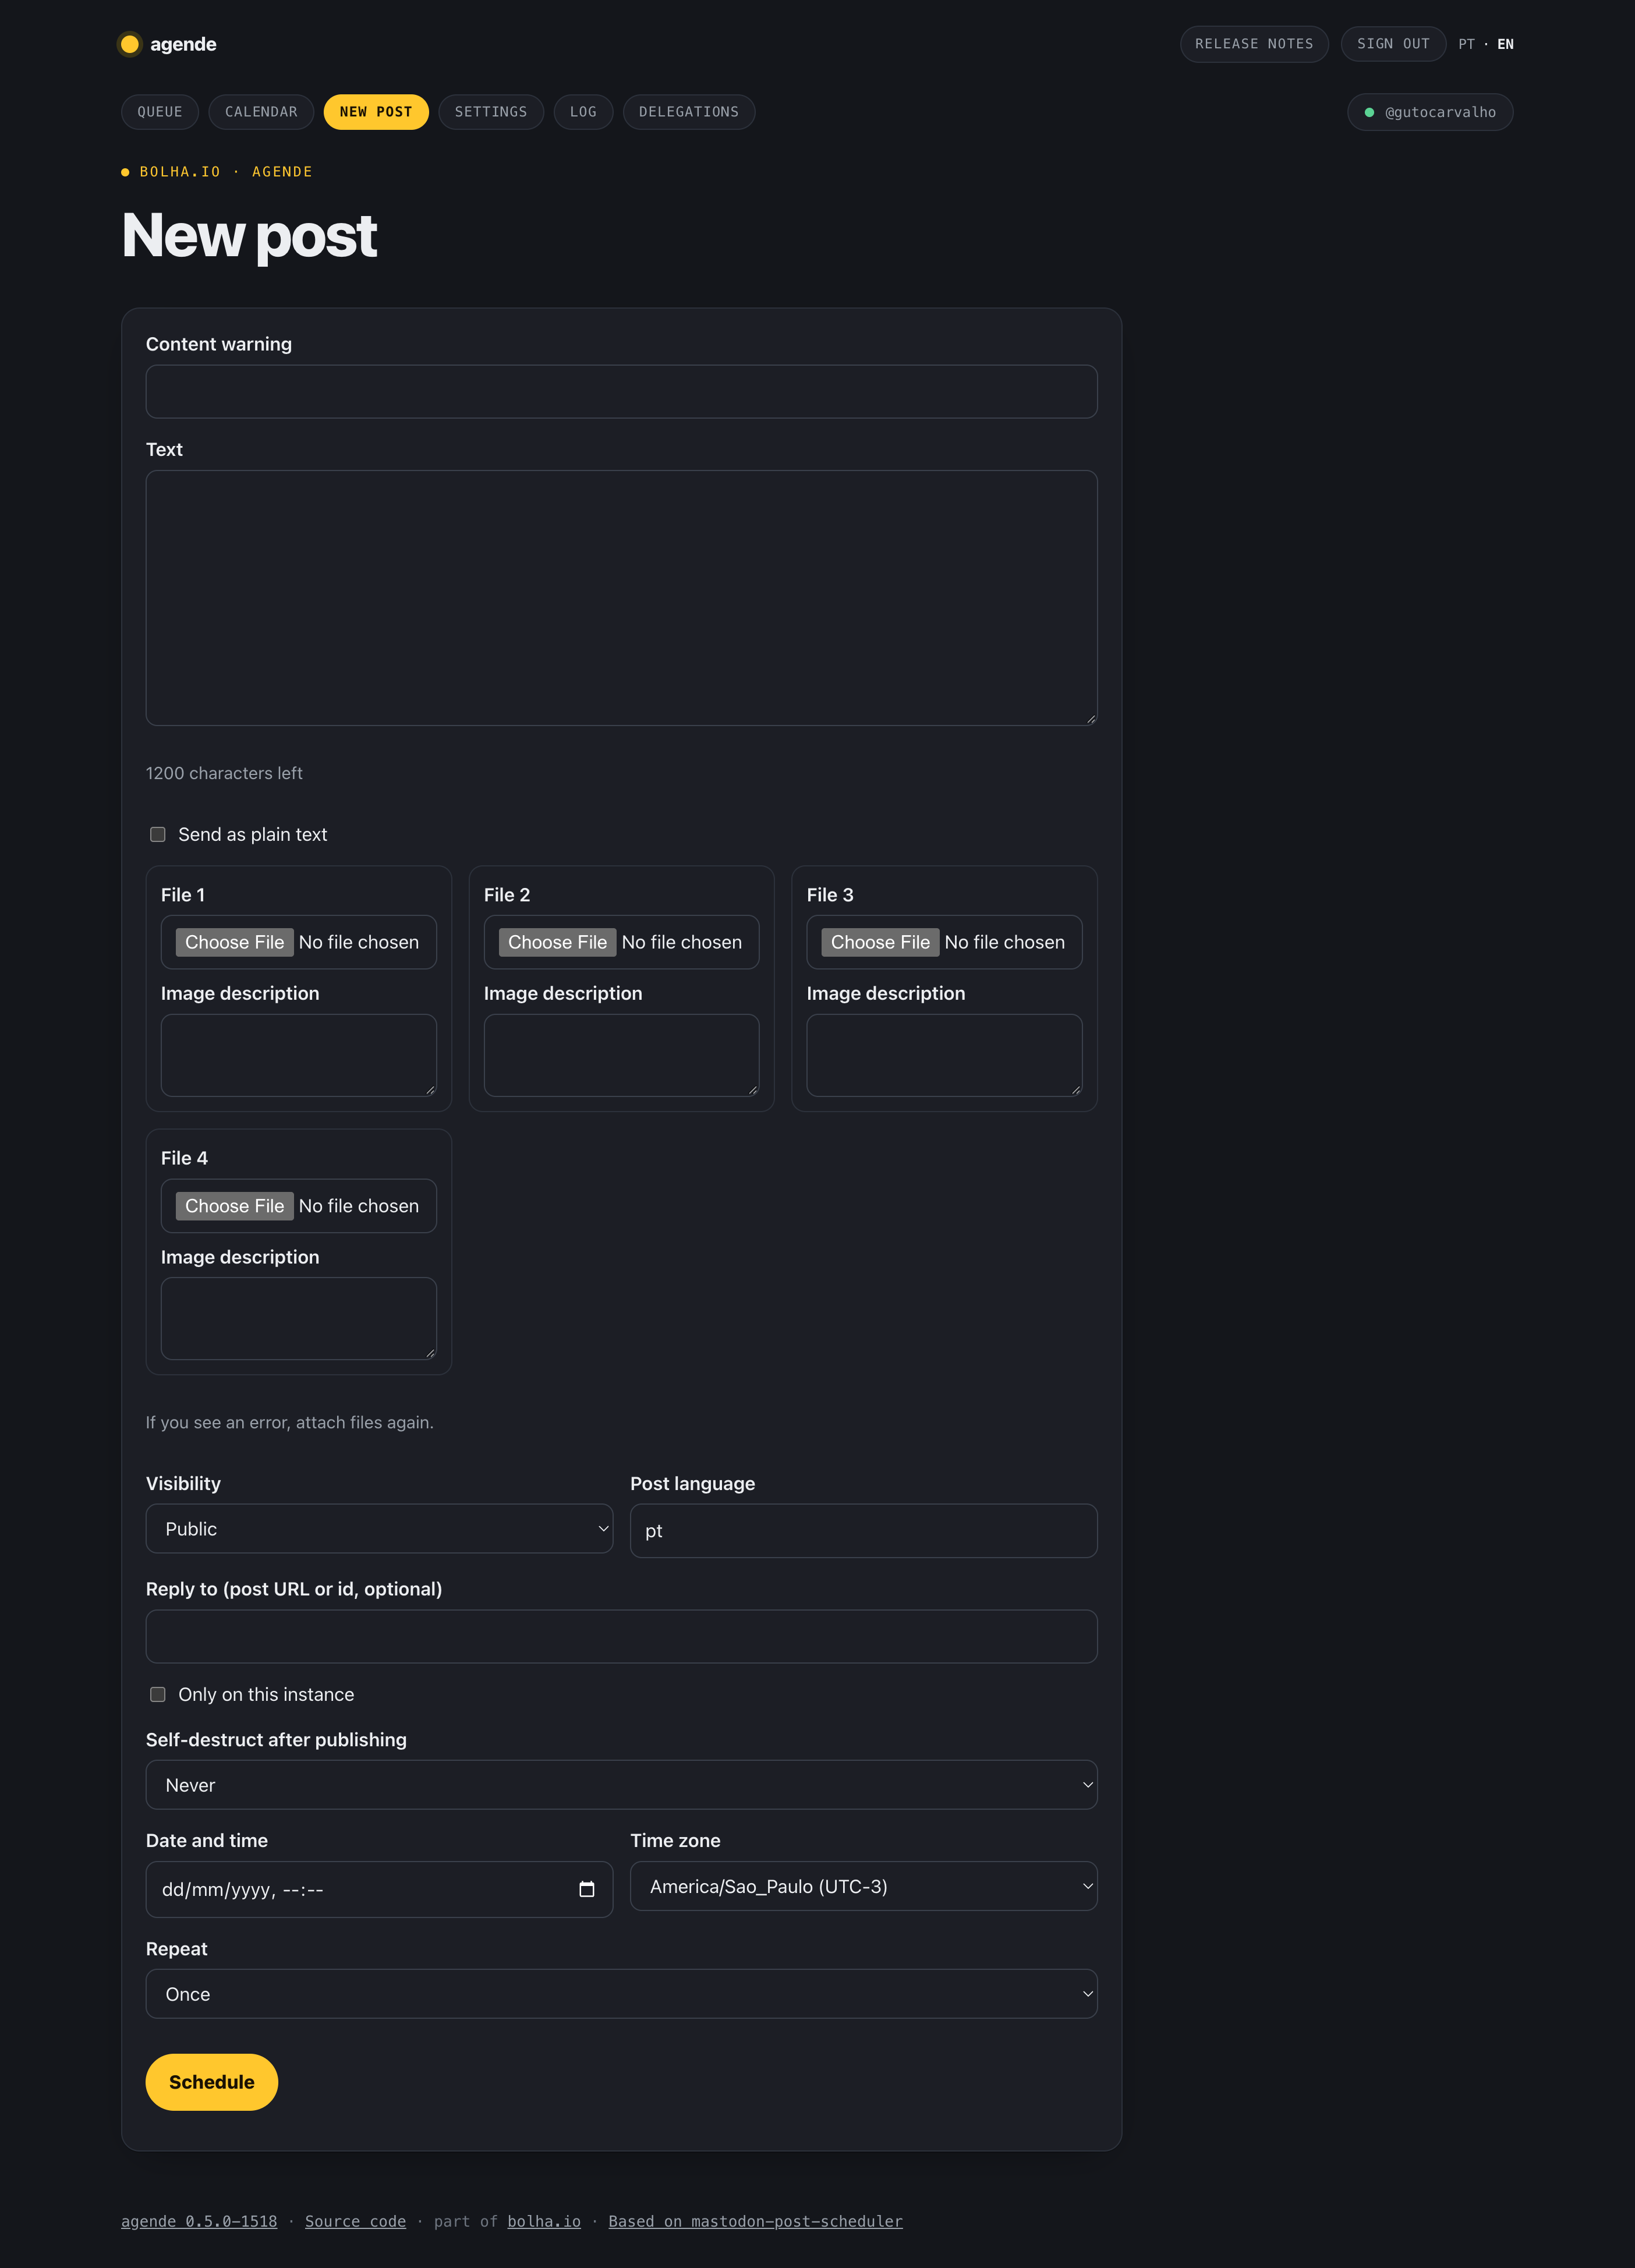 agende
RELEASE NOTES
SIGN OUT
PT · EN
QUEUE
CALENDAR
NEW POST
SETTINGS
LOG
DELEGATIONS
@gutocarvalho
BOLHA.IO · AGENDE
New post
Content warning
Text
1200 characters left
Send as plain text
File 1
Choose File No file chosen
Image description
File 2
Choose File No file chosen
Image description
File 3
Choose File No file chosen
Image description
File 4
Choose File No file chosen
Image description
If you see an error, attach files again.
Visibility
Public
Post language
pt
Reply to (post URL or id, optional)
Only on this instance
Self-destruct after publishing
Never
Date and time
dd/mm/yyyy, --:--
Time zone
America/Sao_Paulo (UTC-3)
Repeat
Once
Schedule
agende 0.5.0-1518 · Source code · part of bolha.io · Based on mastodon-post-scheduler